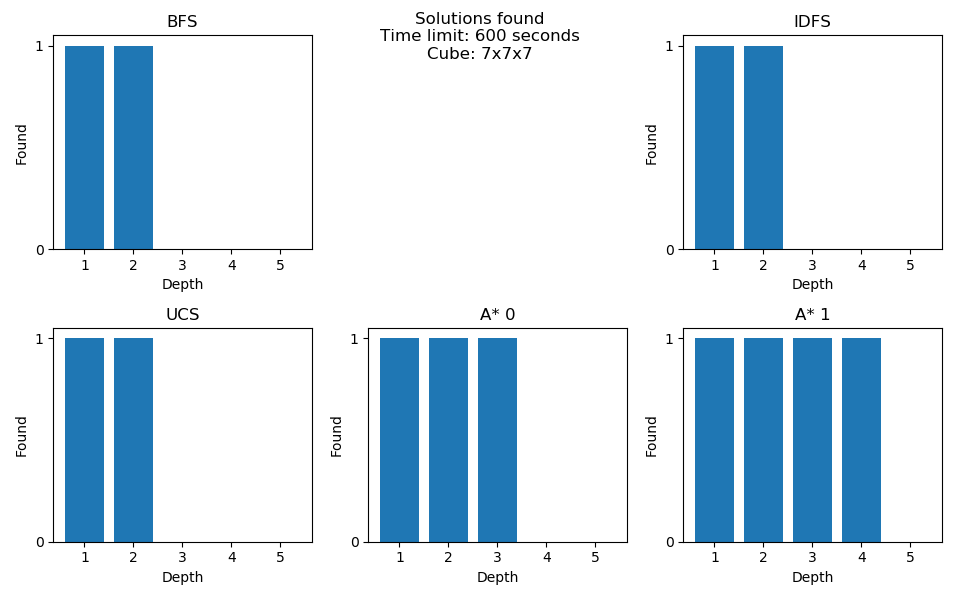 BFS
1
Found
0
1 2 3 4 5
Depth
Solutions found
Time limit: 600 seconds
Cube: 7x7x7
IDFS
1
Found
0
1 2 3 4 5
Depth
UCS
1
Found
0
1 2 3 4 5
Depth
A* 0
1
Found
0
1 2 3 4 5
Depth
A* 1
1
Found
0
1 2 3 4 5
Depth